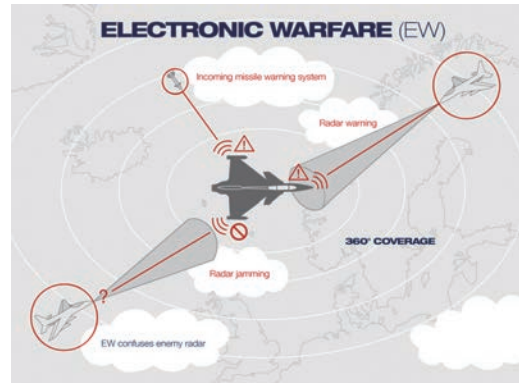 ELECTRONIC WARFARE (EW)
Incoming missile warning system
Radar warning
360° COVERAGE
Radar jamming
?
EW confuses enemy radar